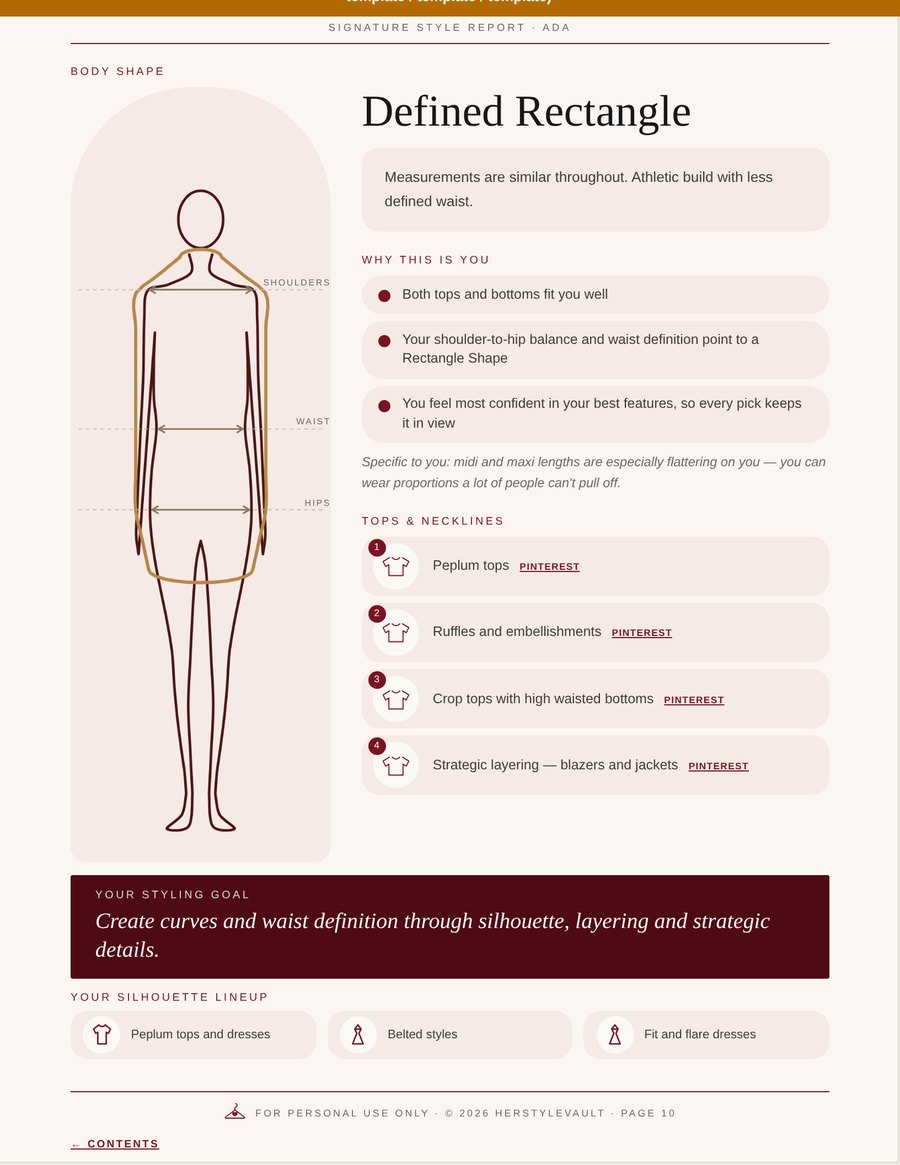 SIGNATURE STYLE REPORT · ADA
BODY SHAPE
SHOULDERS
WAIST
HIPS
Defined Rectangle
Measurements are similar throughout. Athletic build with less
defined waist.
WHY THIS IS YOU
Both tops and bottoms fit you well
Your shoulder-to-hip balance and waist definition point to a
Rectangle Shape
You feel most confident in your best features, so every pick keeps
it in view
Specific to you: midi and maxi lengths are especially flattering on you — you can
wear proportions a lot of people can't pull off.
TOPS & NECKLINES
1
Peplum tops PINTEREST
2
Ruffles and embellishments PINTEREST
3
Crop tops with high waisted bottoms PINTEREST
4
Strategic layering — blazers and jackets PINTEREST
YOUR STYLING GOAL
Create curves and waist definition through silhouette, layering and strategic
details.
YOUR SILHOUETTE LINEUP
Peplum tops and dresses
Belted styles
Fit and flare dresses
FOR PERSONAL USE ONLY · © 2026 HERSTYLEVAULT · PAGE 10
← CONTENTS